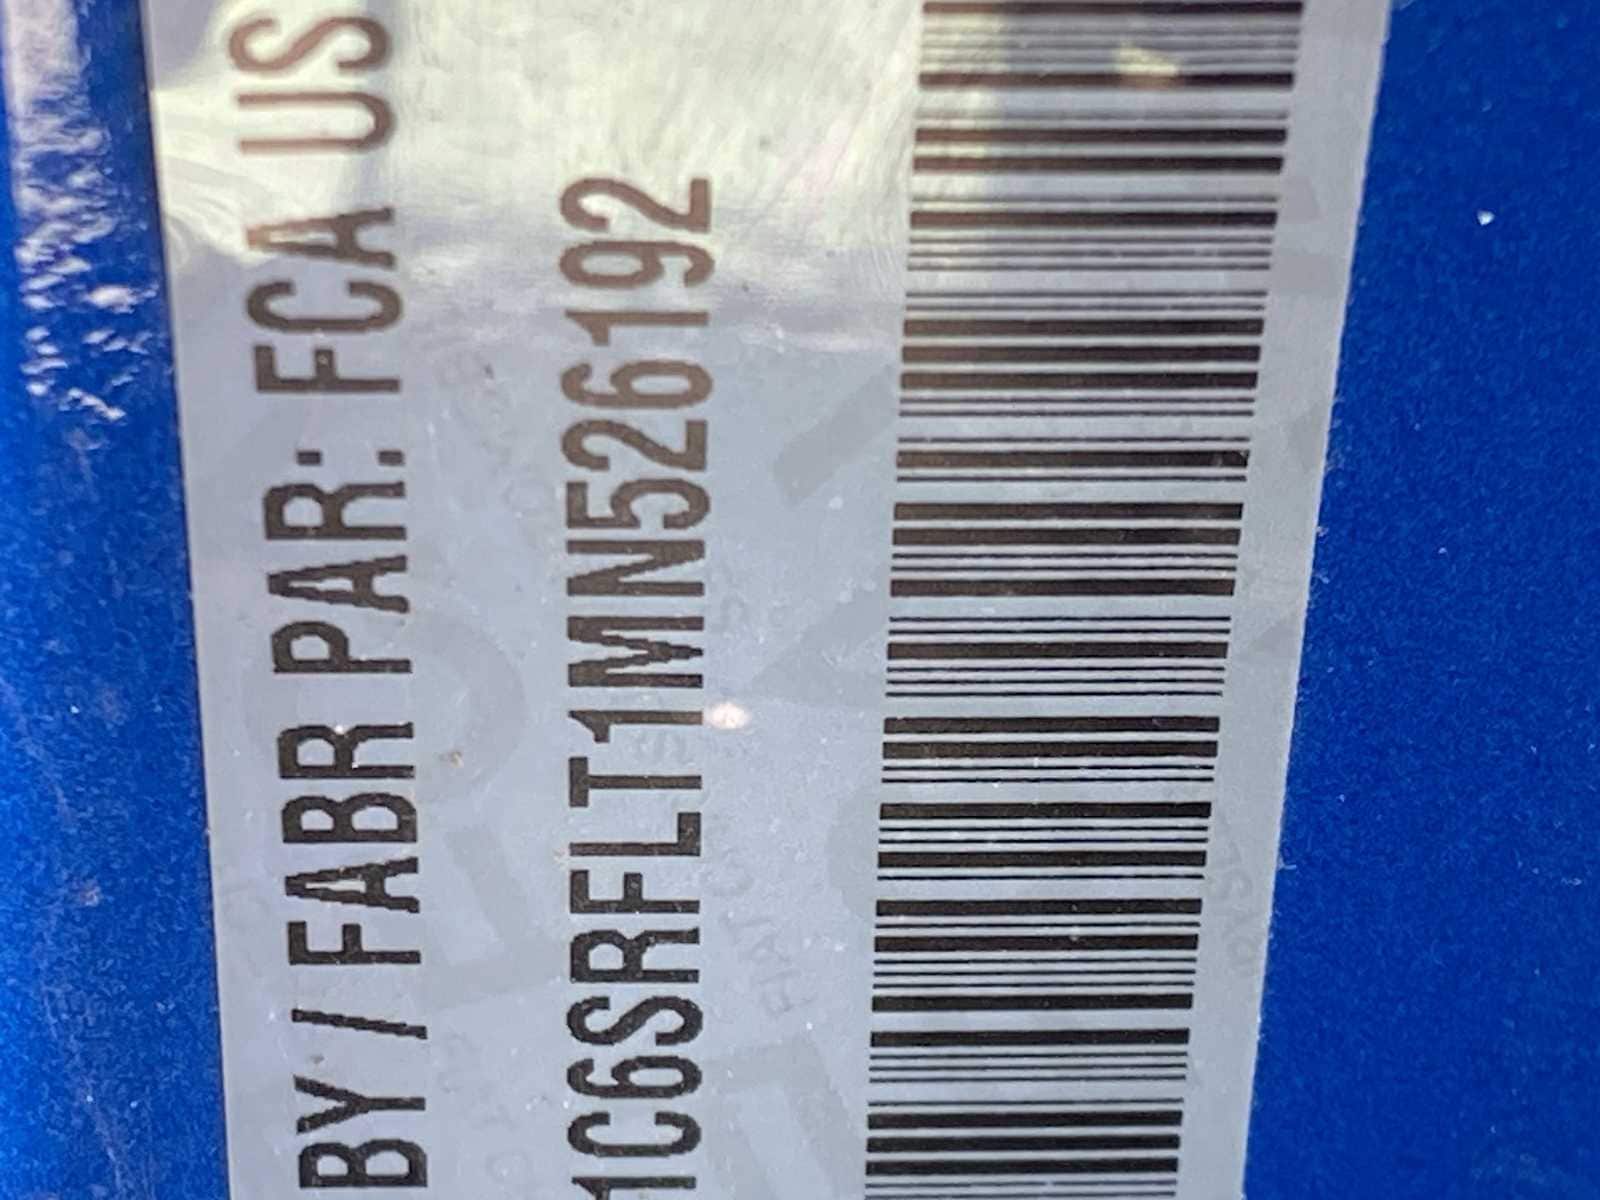 BY / FABR PAR: FCA US
1C6SRFLT1MN526192